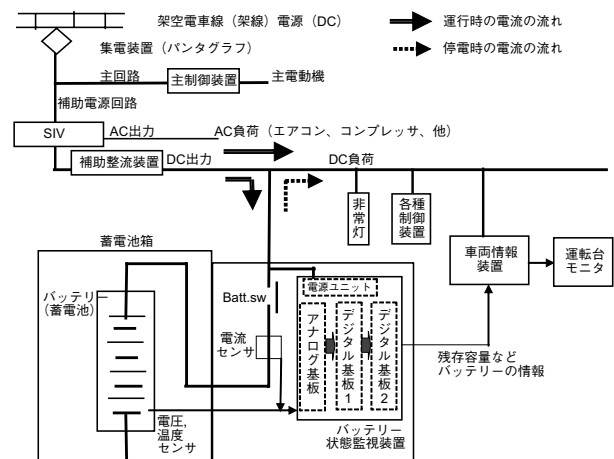 架空電車線（架線）電源（DC）
運行時の電流の流れ
集電装置（パンタグラフ）
停電時の電流の流れ
主回路
主制御装置
主電動機
補助電源回路
SIV
AC出力
AC負荷（エアコン、コンプレッサ、他）
補助整流装置
DC出力
DC負荷
非常灯
各種
制御装置
車両情報
装置
運転台
モニタ
蓄電池箱
バッテリ
(蓄電池)
Batt.sw
電源ユニット
電流
センサ
アナログ基板
デジタル基板1
デジタル基板2
残存容量など
バッテリーの情報
電圧,
温度
センサ
バッテリー
状態監視装置